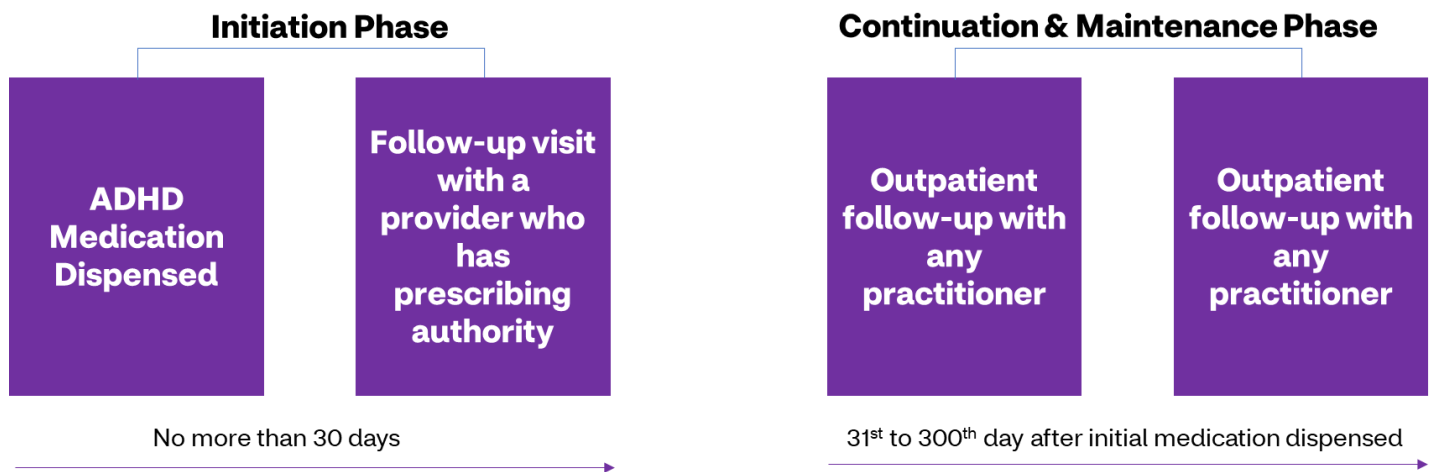 Initiation Phase
ADHD
Medication
Dispensed
Follow-up visit
with a
provider who
has
prescribing
authority
No more than 30 days
Continuation & Maintenance Phase
Outpatient
follow-up with
any
practitioner
Outpatient
follow-up with
any
practitioner
31st to 300th day after initial medication dispensed